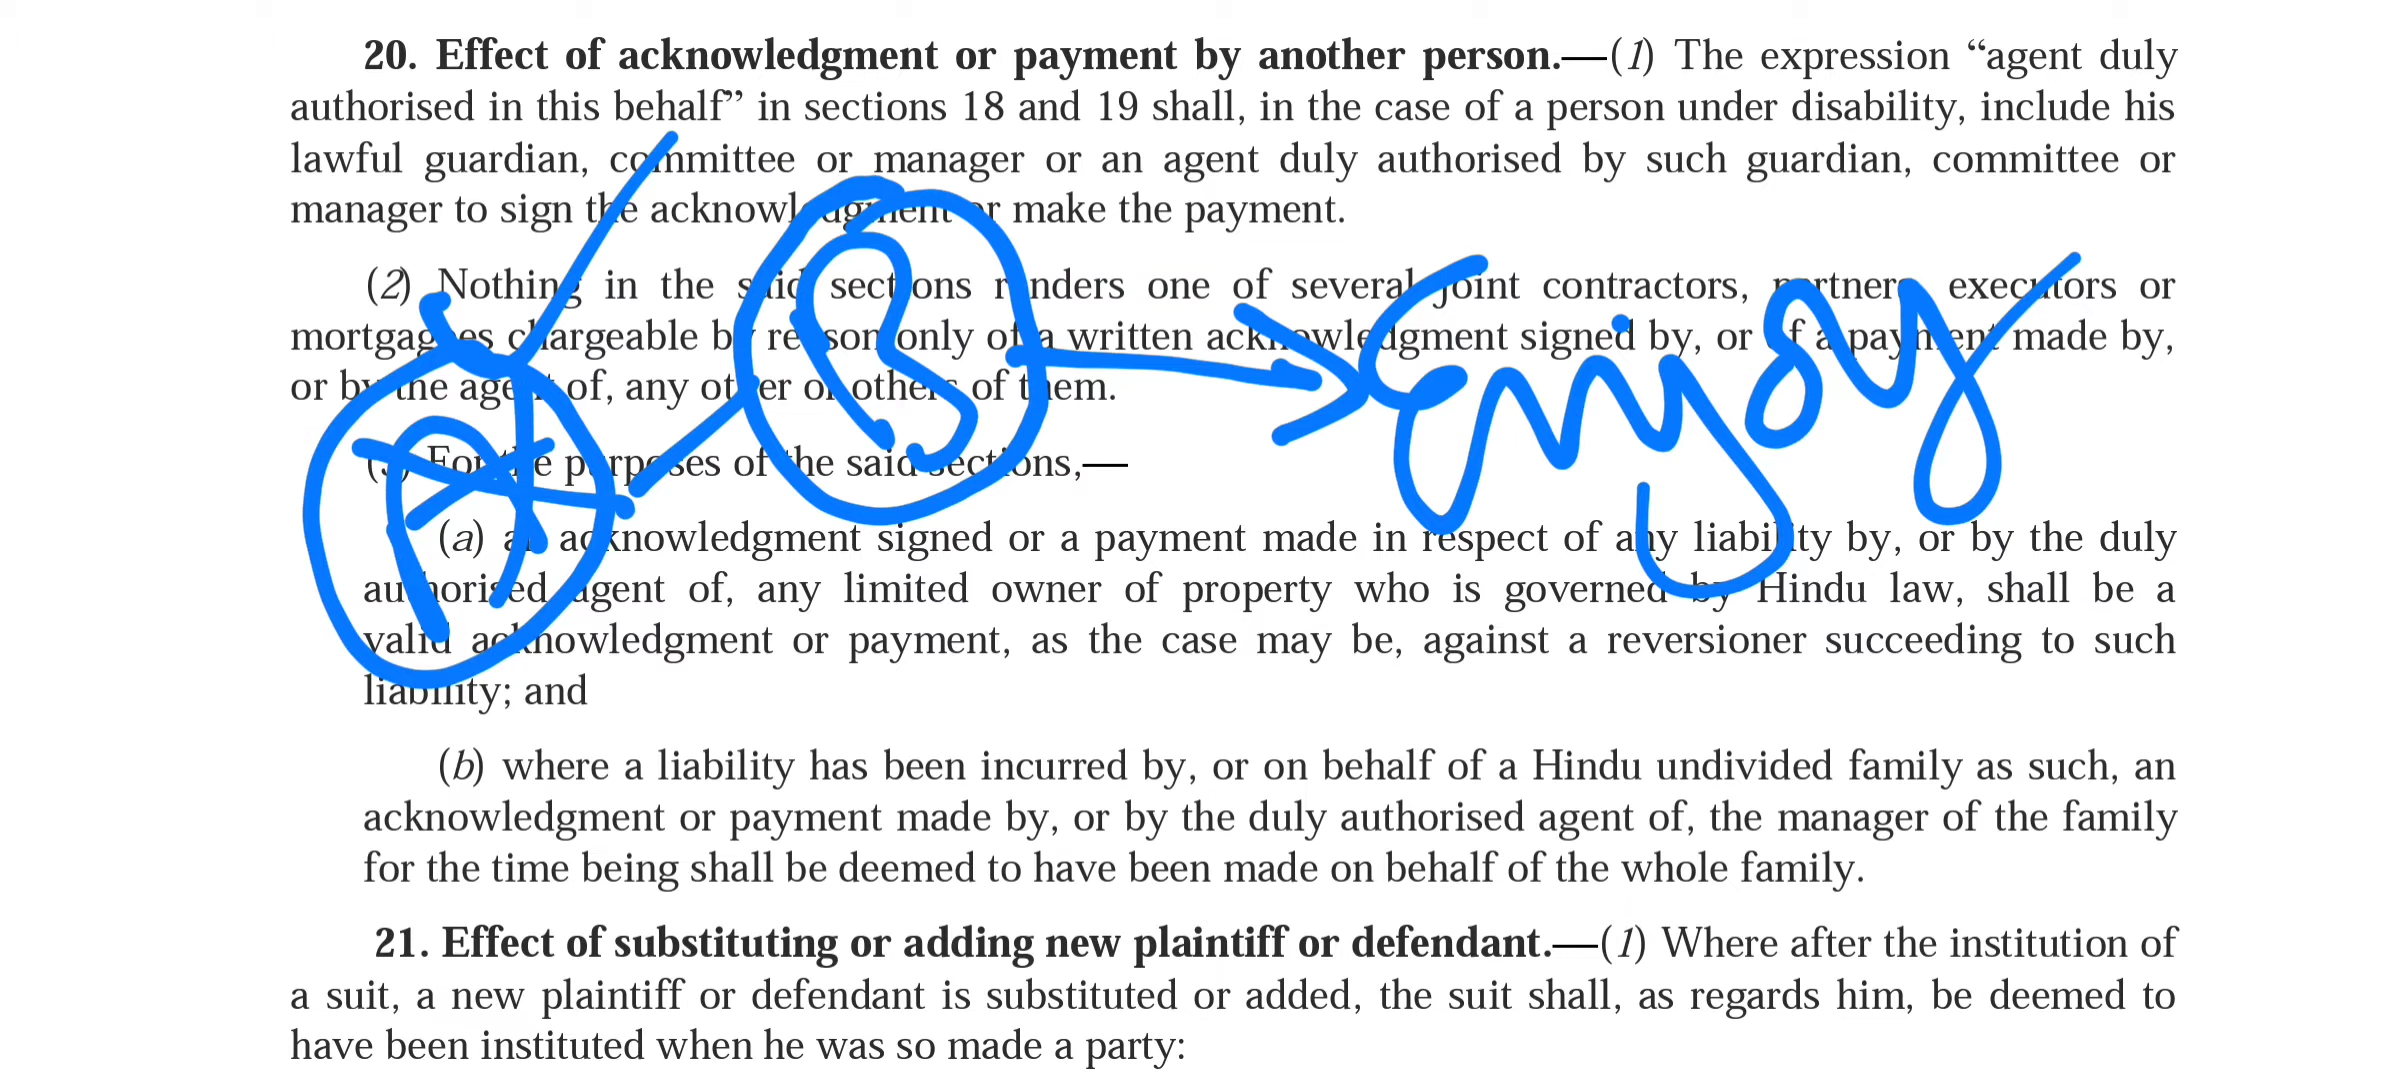 20. Effect of acknowledgment or payment by another person.—(1) The expression “agent duly
authorised in this behalf” in sections 18 and 19 shall, in the case of a person under disability, include his
lawful guardian, committee or manager or an agent duly authorised by such guardian, committee or
manager to sign the acknowledgment or make the payment.
(2) Nothing in the said sections renders one of several joint contractors, partners, executors or
mortgagees chargeable by reason only of a written acknowledgment signed by, or of a payment made by,
or by the agent of, any other or others of them.
A B Enjoy
(3) For the purposes of the said sections,—
(a) an acknowledgment signed or a payment made in respect of any liability by, or by the duly
authorised agent of, any limited owner of property who is governed by Hindu law, shall be a
valid acknowledgment or payment, as the case may be, against a reversioner succeeding to such
liability; and
(b) where a liability has been incurred by, or on behalf of a Hindu undivided family as such, an
acknowledgment or payment made by, or by the duly authorised agent of, the manager of the family
for the time being shall be deemed to have been made on behalf of the whole family.
21. Effect of substituting or adding new plaintiff or defendant.—(1) Where after the institution of
a suit, a new plaintiff or defendant is substituted or added, the suit shall, as regards him, be deemed to
have been instituted when he was so made a party: